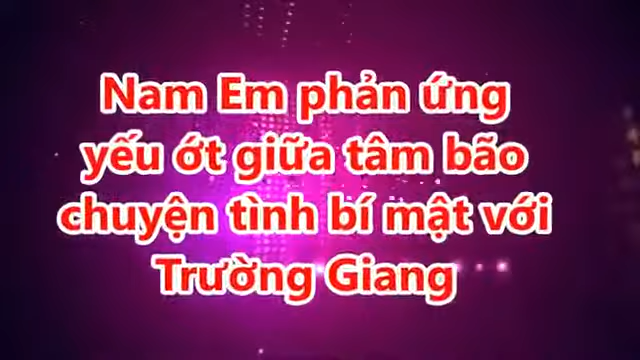 Nam Em phản ứng
yếu ớt giữa tâm bão
chuyện tình bí mật với
Trường Giang